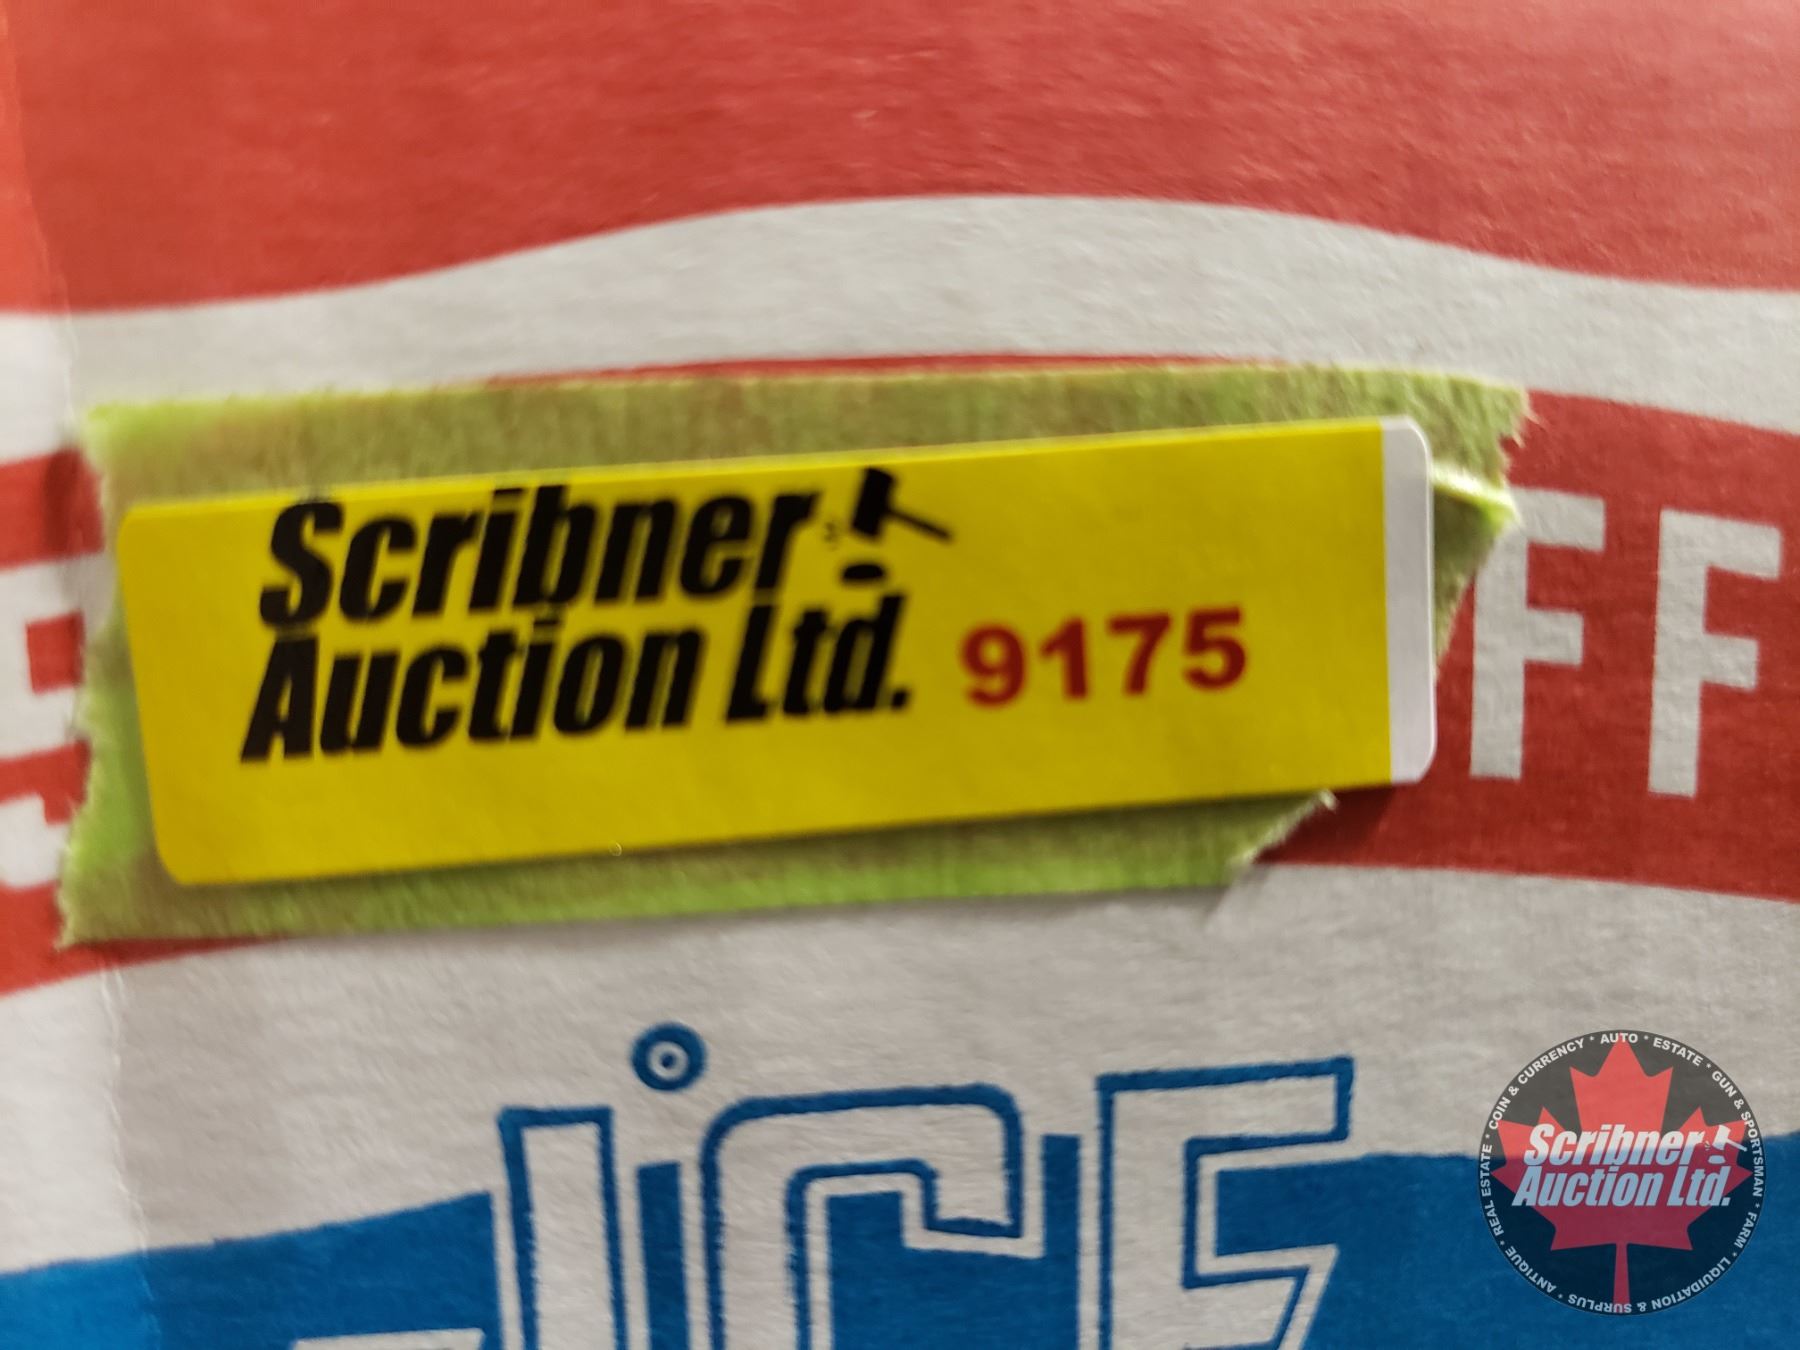 Scribner
Auction Ltd. 9175
FF
ICE
COIN & CURRENCY * AUTO * ESTATE * GUN & SPORTSMAN * FARM * LIQUIDATION & SURPLUS * ANTIQUE * REAL ESTATE *
Scribner
Auction Ltd.